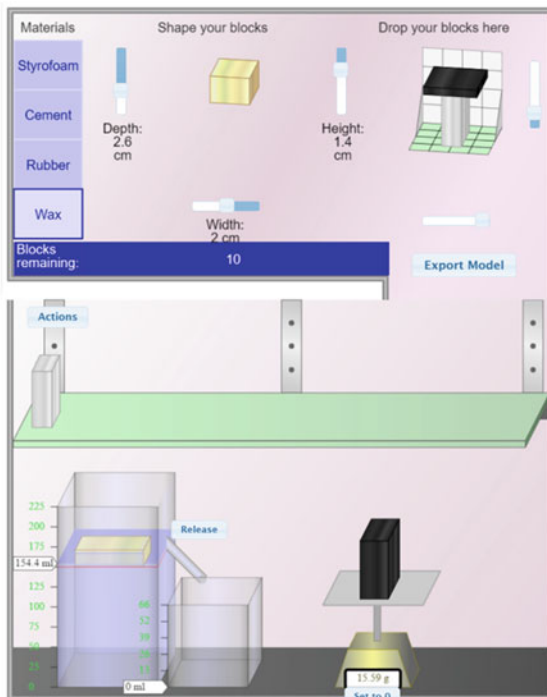 Materials
Shape your blocks
Drop your blocks here
Styrofoam
Cement
Rubber
Wax
Depth:
2.6
cm
Height:
1.4
cm
Width:
2 cm
Blocks
remaining:
10
Export Model
Actions
Release
225
200
175
154.4 ml
125
100
75
50
25
0
66
52
39
26
13
0 ml
15.59 g
Set to 0